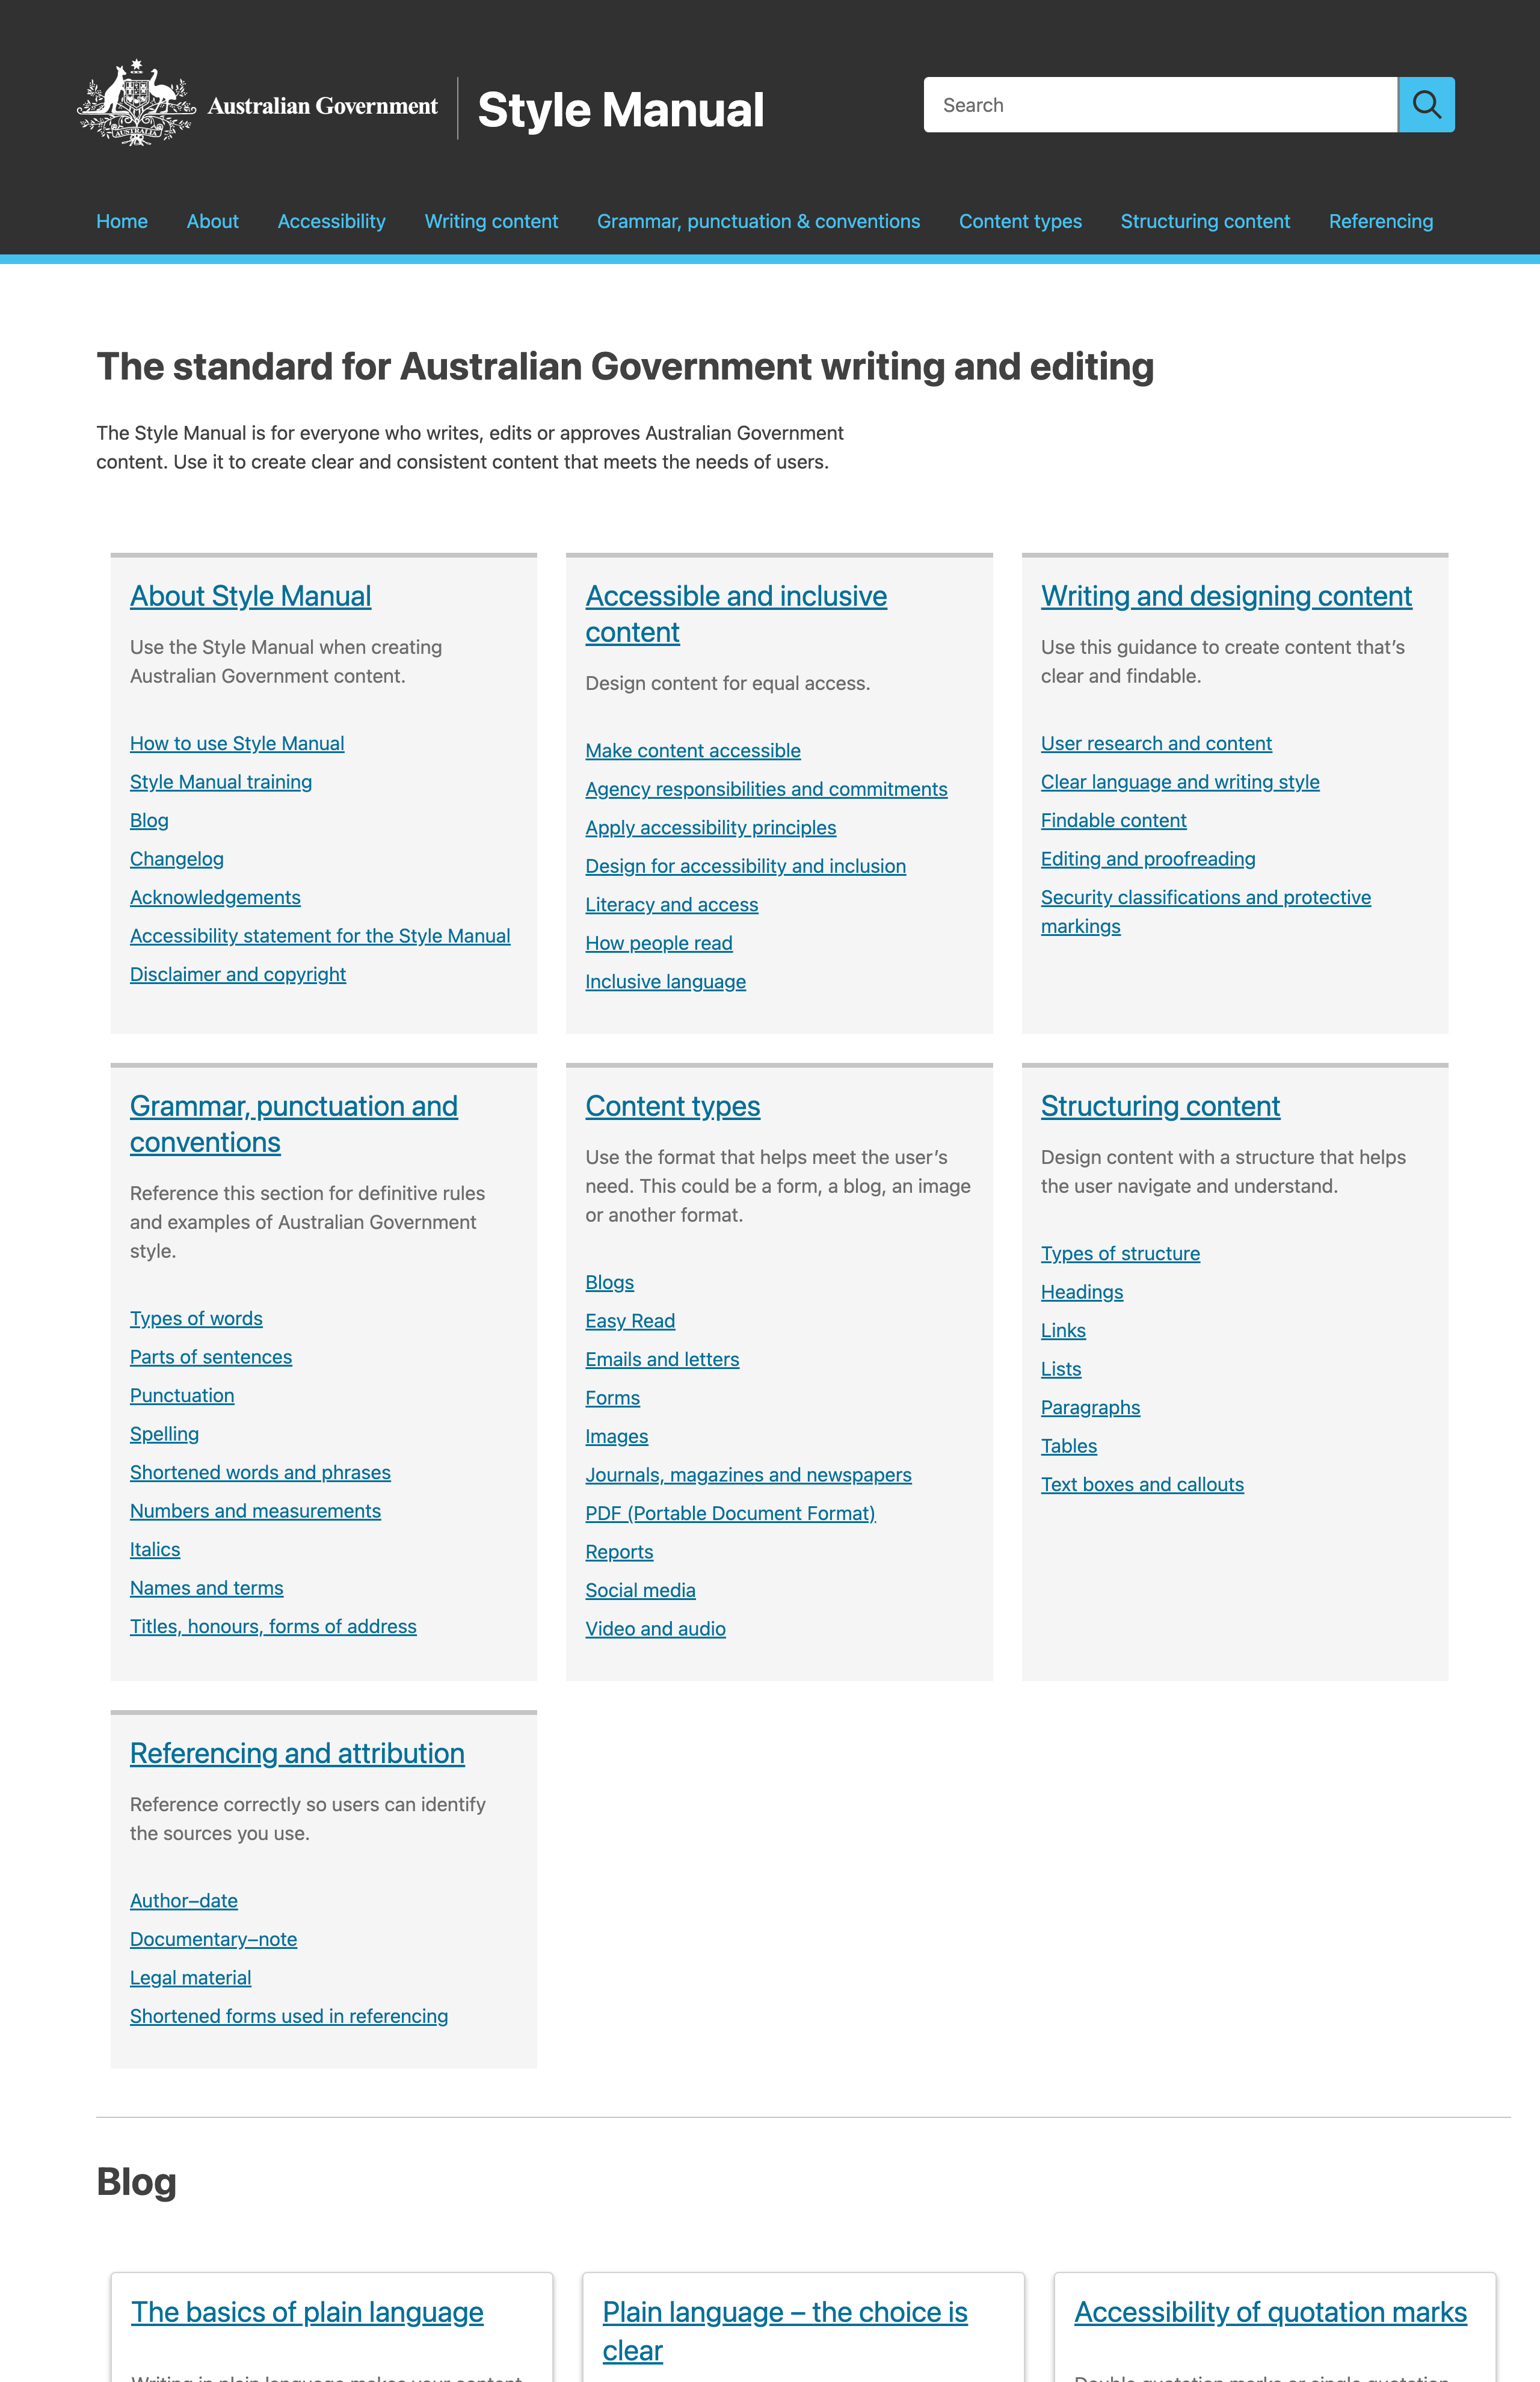 AUSTRALIA
Australian Government
Style Manual
Search
Home
About
Accessibility
Writing content
Grammar, punctuation & conventions
Content types
Structuring content
Referencing
The standard for Australian Government writing and editing
The Style Manual is for everyone who writes, edits or approves Australian Government
content. Use it to create clear and consistent content that meets the needs of users.
About Style Manual
Use the Style Manual when creating
Australian Government content.
How to use Style Manual
Style Manual training
Blog
Changelog
Acknowledgements
Accessibility statement for the Style Manual
Disclaimer and copyright
Accessible and inclusive
content
Design content for equal access.
Make content accessible
Agency responsibilities and commitments
Apply accessibility principles
Design for accessibility and inclusion
Literacy and access
How people read
Inclusive language
Writing and designing content
Use this guidance to create content that’s
clear and findable.
User research and content
Clear language and writing style
Findable content
Editing and proofreading
Security classifications and protective
markings
Grammar, punctuation and
conventions
Reference this section for definitive rules
and examples of Australian Government
style.
Types of words
Parts of sentences
Punctuation
Spelling
Shortened words and phrases
Numbers and measurements
Italics
Names and terms
Titles, honours, forms of address
Content types
Use the format that helps meet the user’s
need. This could be a form, a blog, an image
or another format.
Blogs
Easy Read
Emails and letters
Forms
Images
Journals, magazines and newspapers
PDF (Portable Document Format)
Reports
Social media
Video and audio
Structuring content
Design content with a structure that helps
the user navigate and understand.
Types of structure
Headings
Links
Lists
Paragraphs
Tables
Text boxes and callouts
Referencing and attribution
Reference correctly so users can identify
the sources you use.
Author–date
Documentary–note
Legal material
Shortened forms used in referencing
Blog
The basics of plain language
Writing in plain language makes your content
Plain language – the choice is
clear
Accessibility of quotation marks
Double quotation marks or single quotation